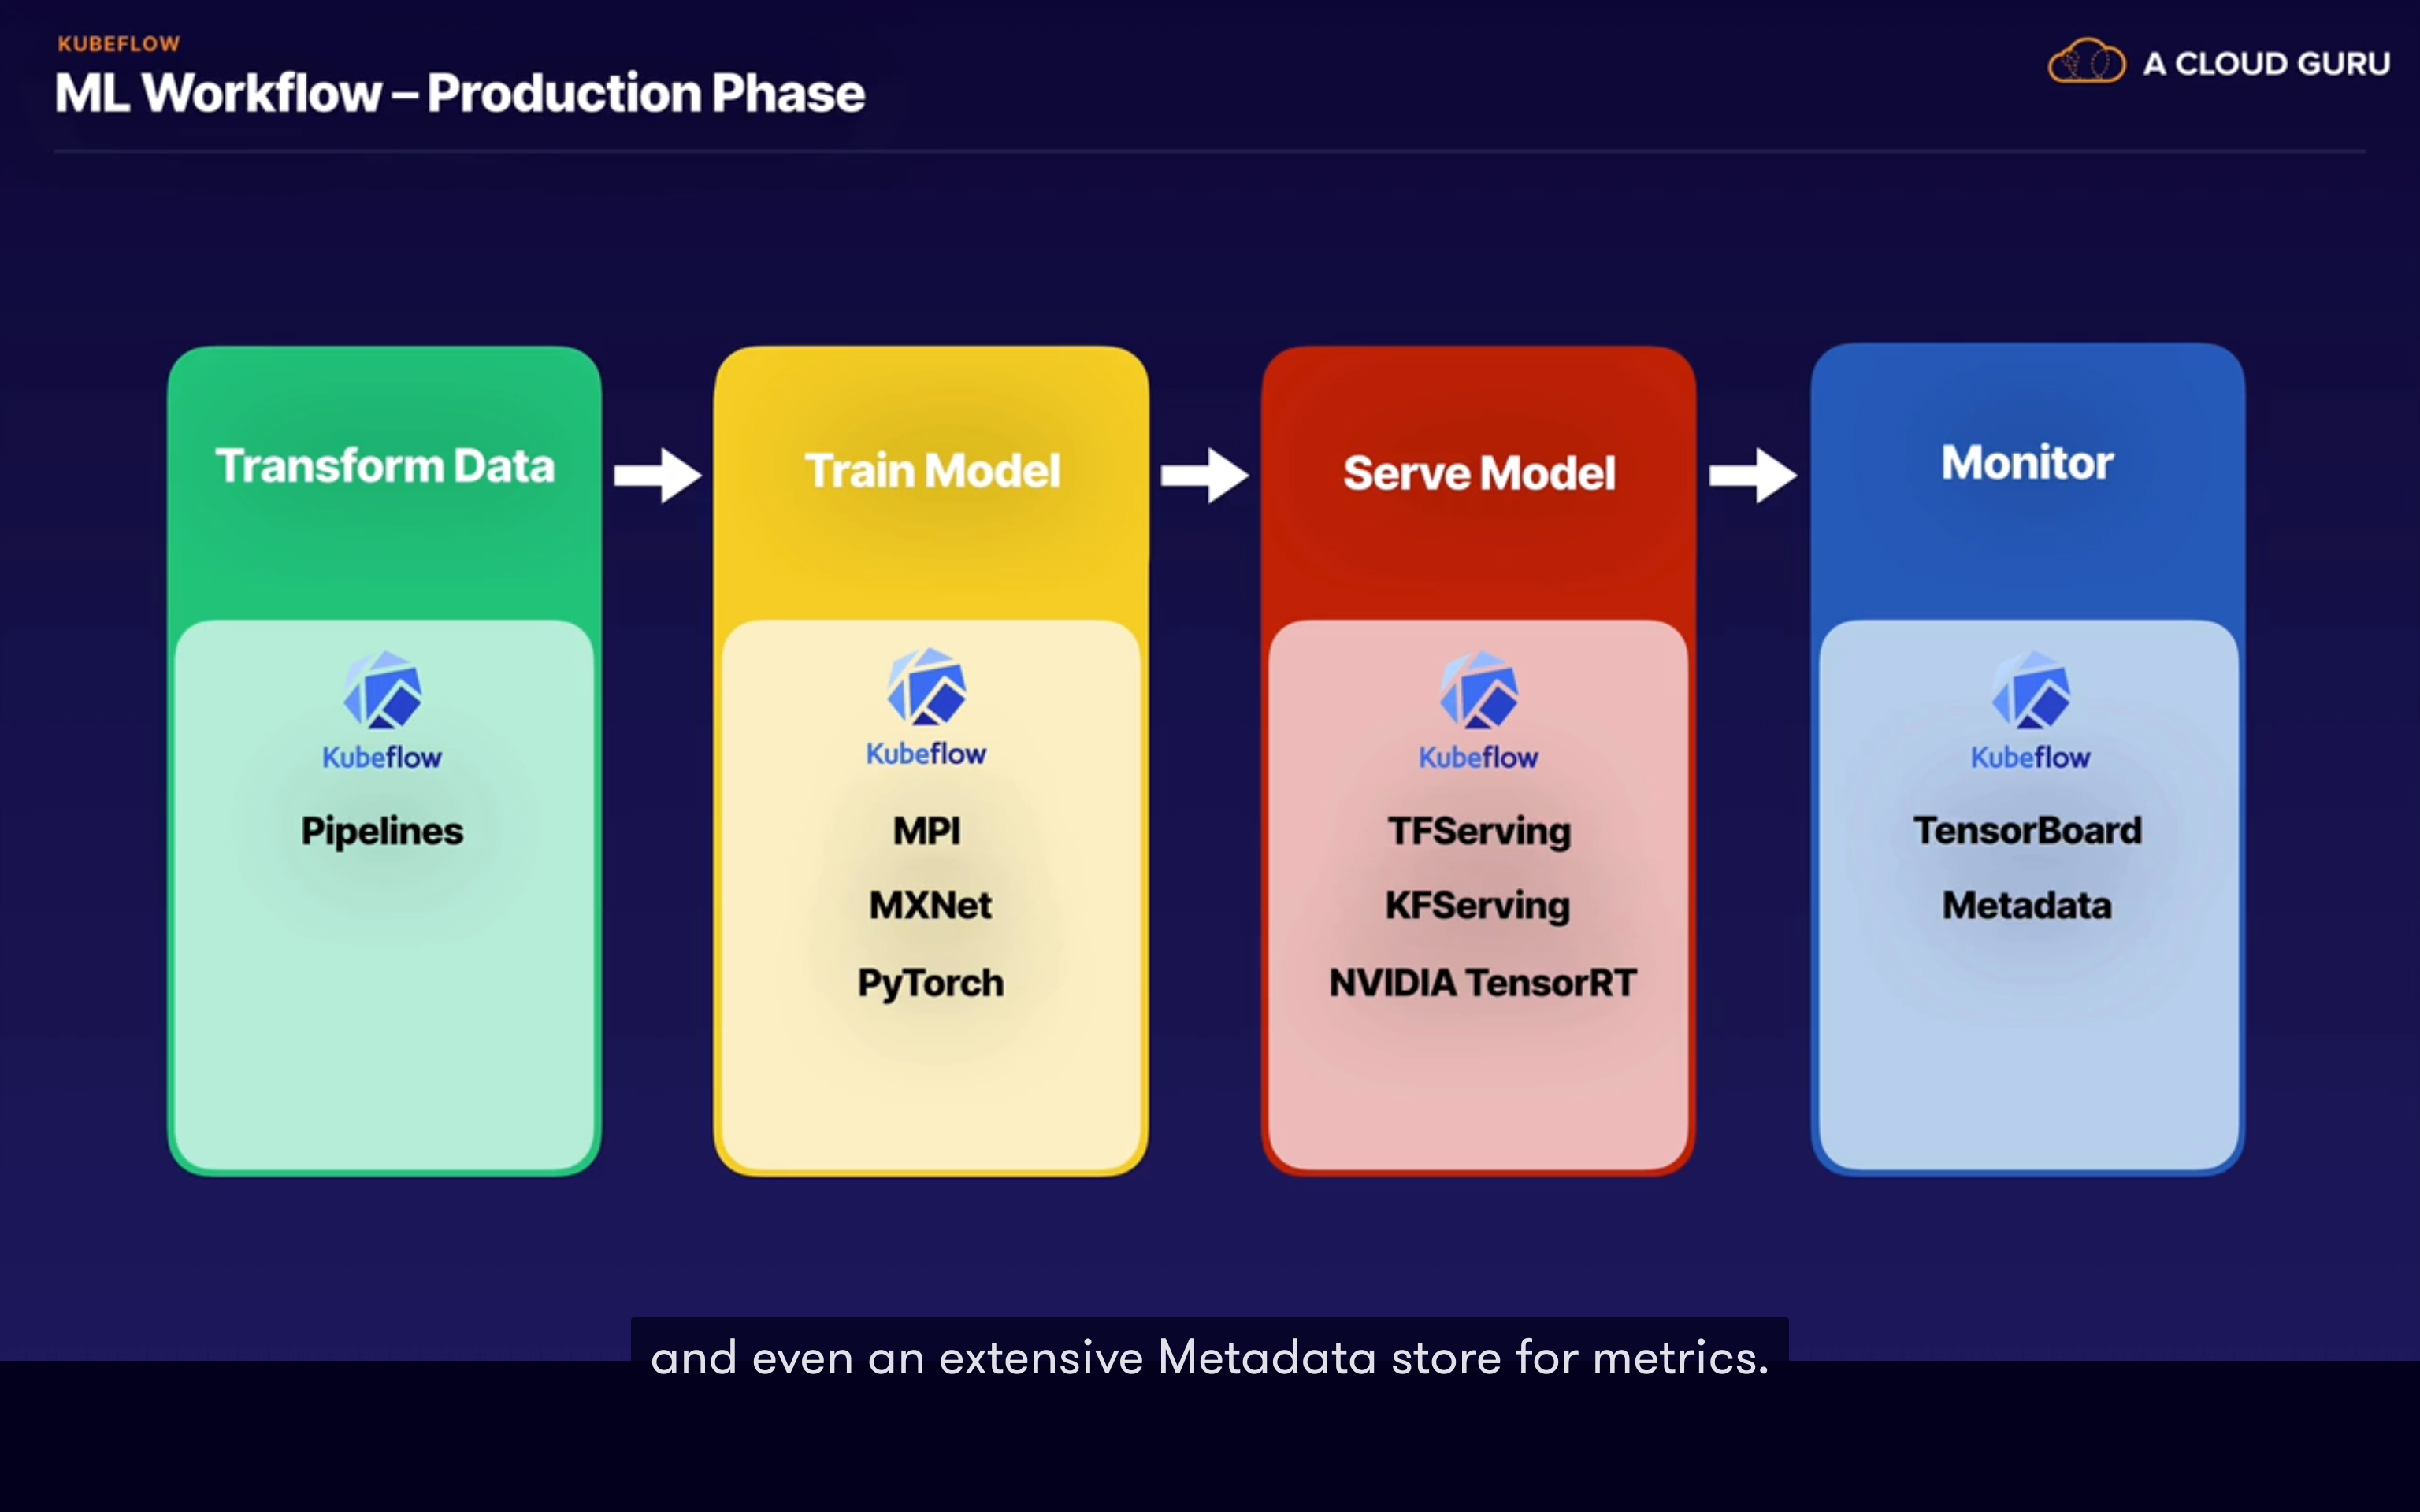 KUBEFLOW
ML Workflow – Production Phase
A CLOUD GURU
Transform Data
Kubeflow
Pipelines
Train Model
Kubeflow
MPI
MXNet
PyTorch
Serve Model
Kubeflow
TFServing
KFServing
NVIDIA TensorRT
Monitor
Kubeflow
TensorBoard
Metadata
and even an extensive Metadata store for metrics.